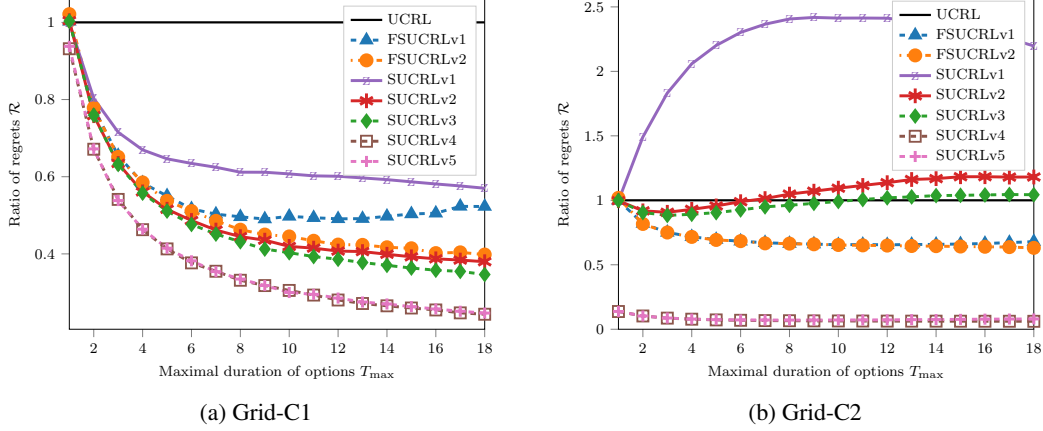 1
0.8
0.6
0.4
2 4 6 8 10 12 14 16 18
Ratio of regrets R
Maximal duration of options T_max
UCRL
FSUCRLv1
FSUCRLv2
SUCRLv1
SUCRLv2
SUCRLv3
SUCRLv4
SUCRLv5
(a) Grid-C1
2.5
2
1.5
1
0.5
0
2 4 6 8 10 12 14 16 18
Ratio of regrets R
Maximal duration of options T_max
UCRL
FSUCRLv1
FSUCRLv2
SUCRLv1
SUCRLv2
SUCRLv3
SUCRLv4
SUCRLv5
(b) Grid-C2